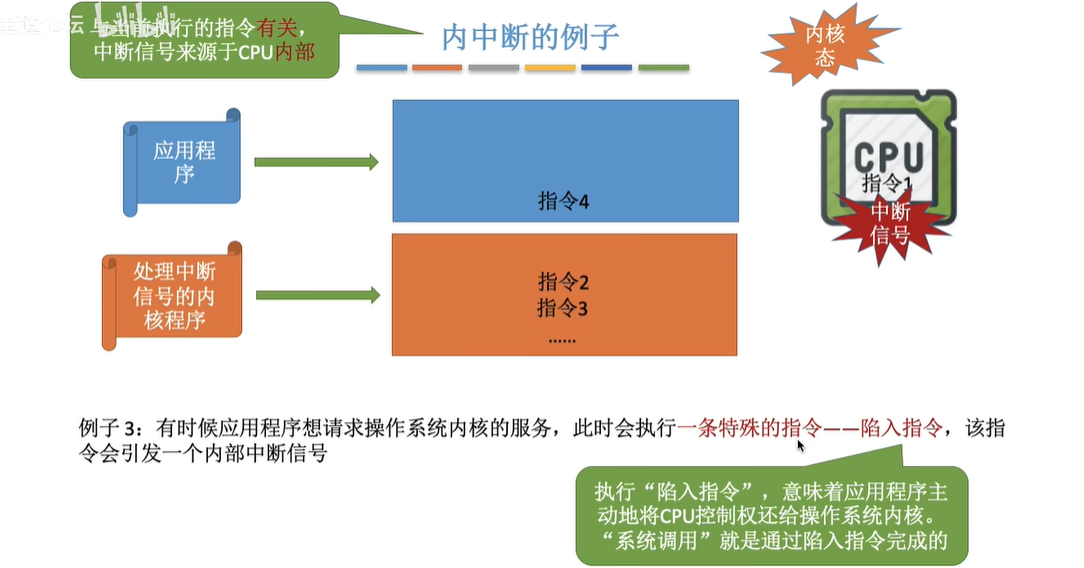 执行的指令有关，
中断信号来源于CPU内部
内中断的例子
内核
态
应用程
序
指令4
CPU
指令1
中断
信号
处理中断
信号的内
核程序
指令2
指令3
……
例子 3：有时候应用程序想请求操作系统内核的服务，此时会执行一条特殊的指令——陷入指令，该指
令会引发一个内部中断信号
执行“陷入指令”，意味着应用程序主
动地将CPU控制权还给操作系统内核。
“系统调用”就是通过陷入指令完成的